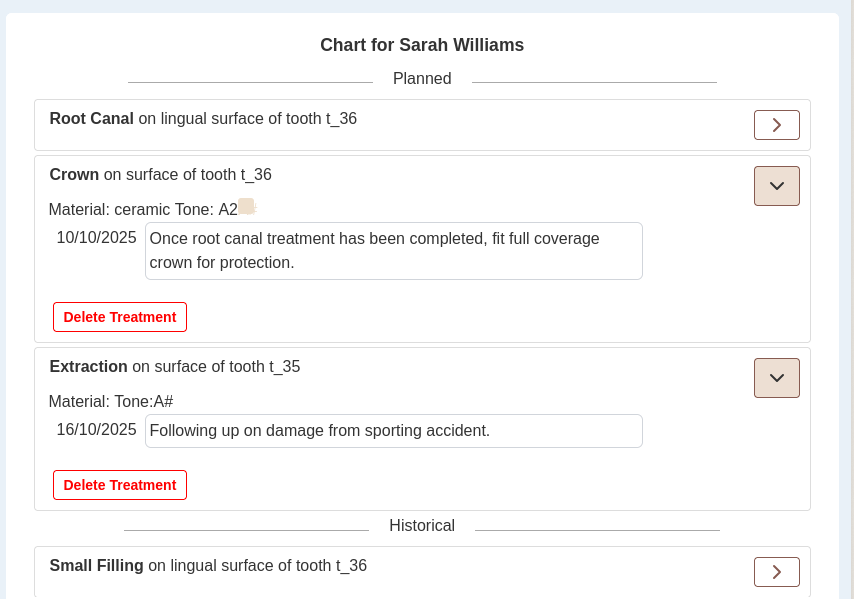 Chart for Sarah Williams
Planned
Root Canal on lingual surface of tooth t_36
Crown on surface of tooth t_36
Material: ceramic Tone: A2
10/10/2025 Once root canal treatment has been completed, fit full coverage
crown for protection.
Delete Treatment
Extraction on surface of tooth t_35
Material: Tone:A#
16/10/2025 Following up on damage from sporting accident.
Delete Treatment
Historical
Small Filling on lingual surface of tooth t_36